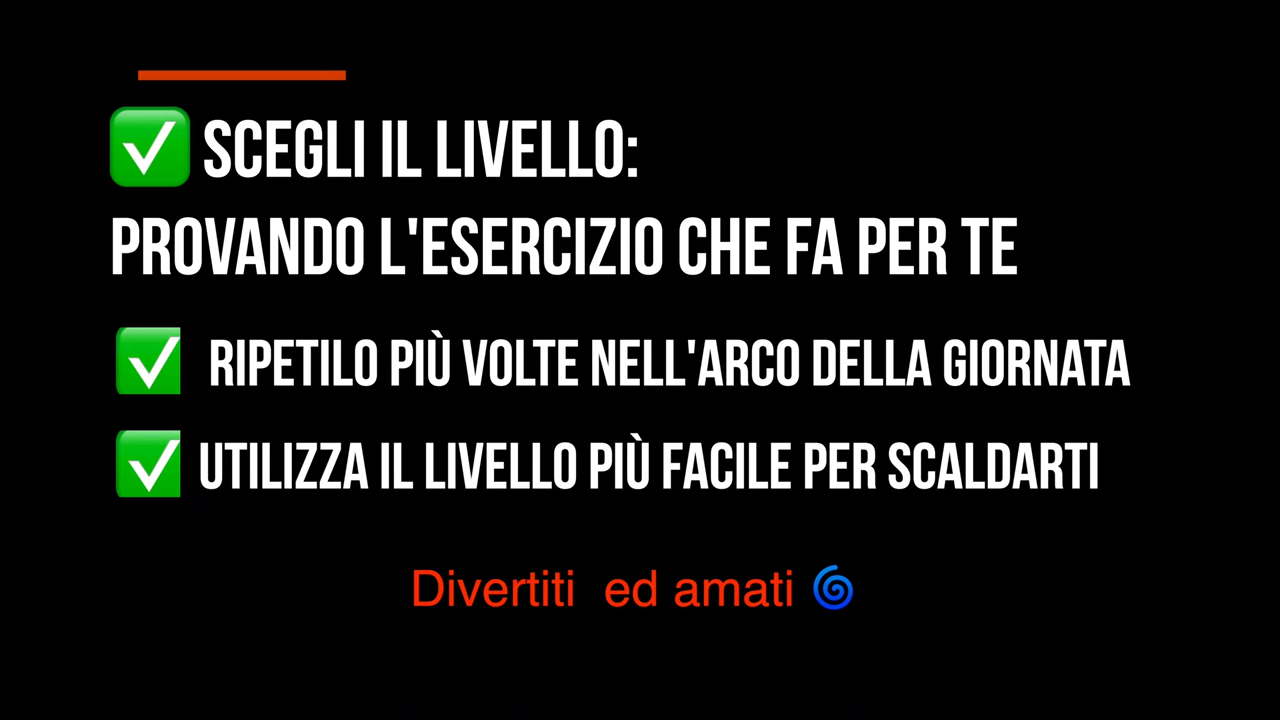 ✅ SCEGLI IL LIVELLO:
PROVANDO L'ESERCIZIO CHE FA PER TE
✅ RIPETILO PIÙ VOLTE NELL'ARCO DELLA GIORNATA
✅ UTILIZZA IL LIVELLO PIÙ FACILE PER SCALDARTI
Divertiti ed amati 🌀